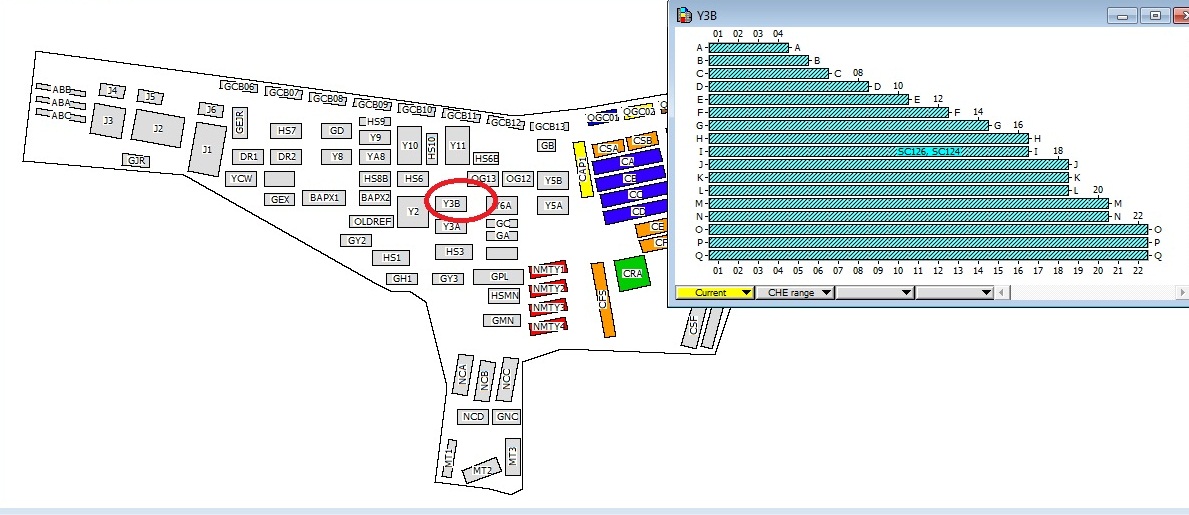 Y3B
01 02 03 04
A A
B B
C C 08
D D 10
E E 12
F F 14
G G 16
H H
I SC126, SC124 I 18
J J
K K
L L 20
M M
N N 22
O O
P P
Q Q
01 02 03 04 05 06 07 08 09 10 11 12 13 14 15 16 17 18 19 20 21 22
Current CHE range
GCB06 GCB07 GCB08 GCB09 GCB10 GCB11 GCB12 GCB13 QGC01 QGC02
ABB J4 J5 J6
ABA
ABC J3 J2 J1 GEJR HS7 GD HS9
Y9 Y10 HS10 Y11 GB CSA CSB
GJR DR1 DR2 Y8 YA8 HS6B CAP1 CA
YCW HS8B HS6 OG13 OG12 Y5B CB
GEX BAPX1 BAPX2 Y2 Y3B Y6A Y5A CC
OLDREF Y3A GC CD
GY2 GA CE
HS1 HS3 CF
GH1 GY3 GPL NMTY1 CRA
HSMN NMTY2 CFS
NMTY3
GMN NMTY4 CSF
NCA NCB NCC
NCD GNC
MT1 MT2 MT3